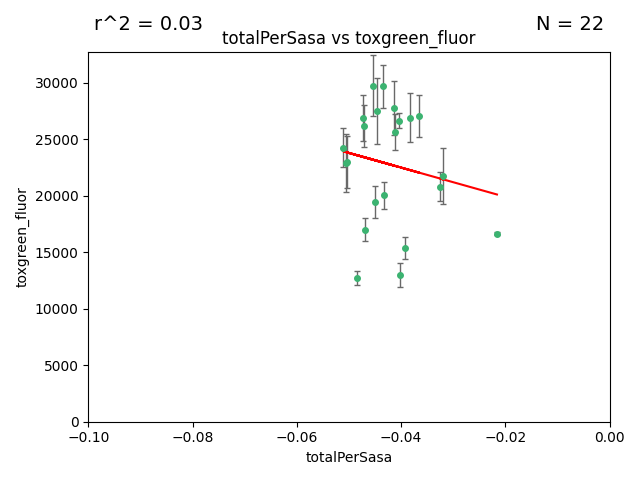 r^2 = 0.03
N = 22
totalPerSasa vs toxgreen_fluor
30000
25000
20000
15000
10000
5000
0
toxgreen_fluor
−0.10
−0.08
−0.06
−0.04
−0.02
0.00
totalPerSasa